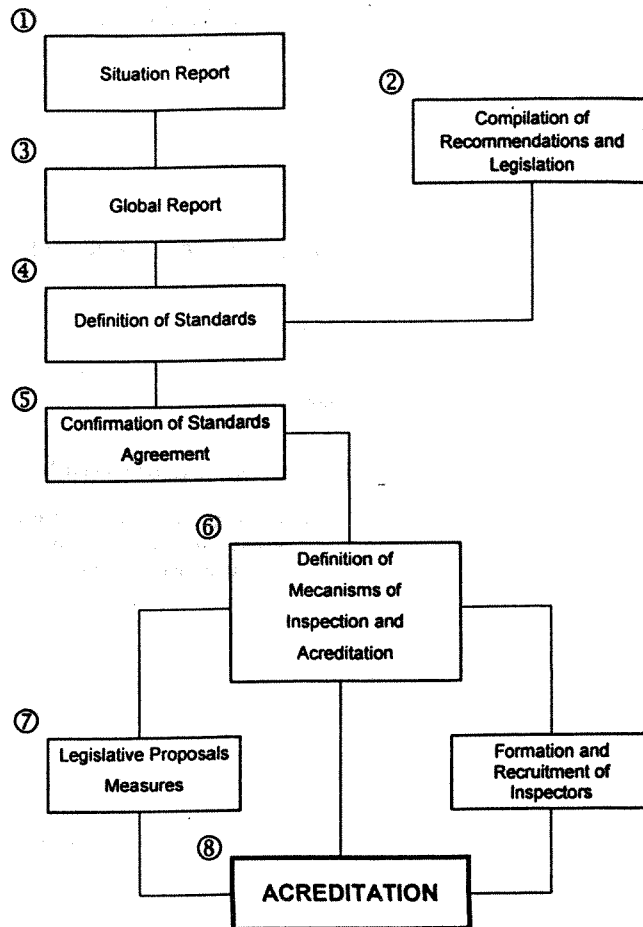 ①
Situation Report
②
Compilation of
Recommendations and
Legislation
③
Global Report
④
Definition of Standards
⑤
Confirmation of Standards
Agreement
⑥
Definition of
Mecanisms of
Inspection and
Acreditation
⑦
Legislative Proposals
Measures
Formation and
Recruitment of
Inspectors
⑧
ACREDITATION